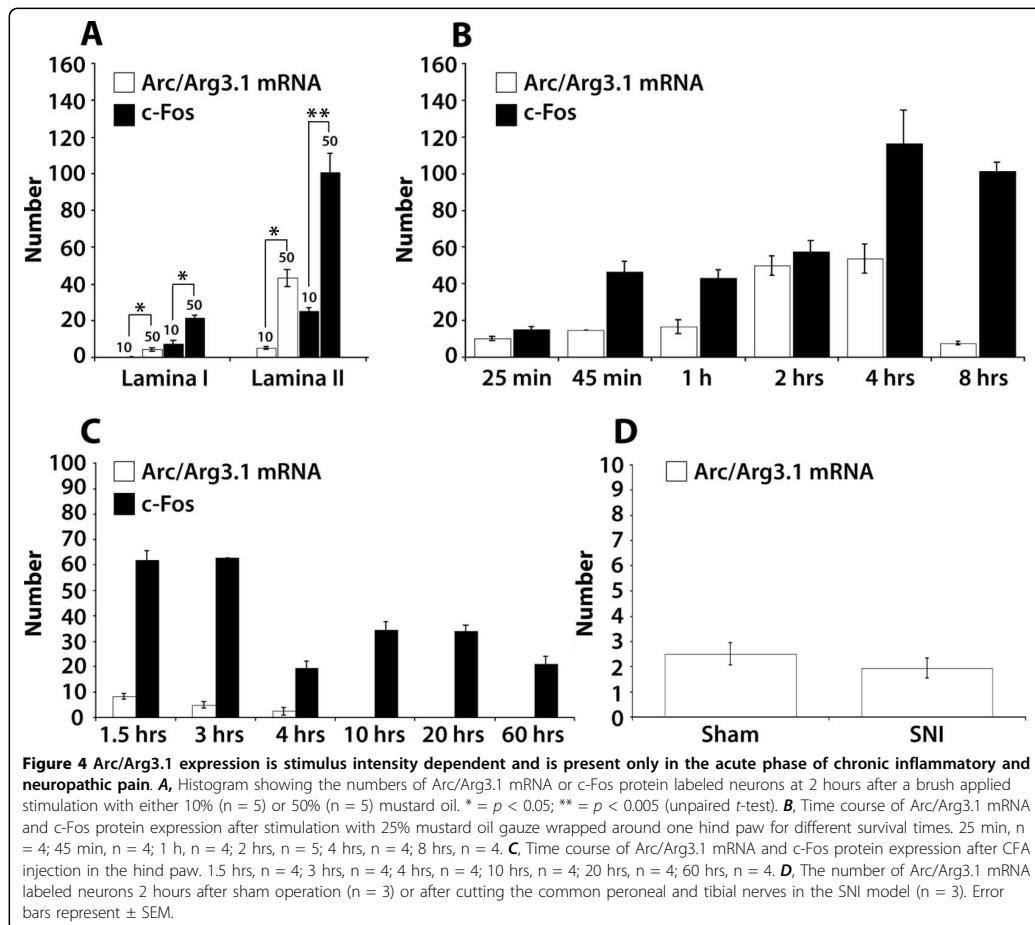 A
160
140
120
100
80
60
40
20
0
Number
Arc/Arg3.1 mRNA
c-Fos
10
*
50
10
*
50
10
*
50
10
**
50
Lamina I
Lamina II
B
160
140
120
100
80
60
40
20
0
Number
Arc/Arg3.1 mRNA
c-Fos
25 min
45 min
1 h
2 hrs
4 hrs
8 hrs
C
100
90
80
70
60
50
40
30
20
10
0
Number
Arc/Arg3.1 mRNA
c-Fos
1.5 hrs
3 hrs
4 hrs
10 hrs
20 hrs
60 hrs
D
10
9
8
7
6
5
4
3
2
1
0
Number
Arc/Arg3.1 mRNA
Sham
SNI
Figure 4 Arc/Arg3.1 expression is stimulus intensity dependent and is present only in the acute phase of chronic inflammatory and
neuropathic pain. A, Histogram showing the numbers of Arc/Arg3.1 mRNA or c-Fos protein labeled neurons at 2 hours after a brush applied
stimulation with either 10% (n = 5) or 50% (n = 5) mustard oil. * = p < 0.05; ** = p < 0.005 (unpaired t-test). B, Time course of Arc/Arg3.1 mRNA
and c-Fos protein expression after stimulation with 25% mustard oil gauze wrapped around one hind paw for different survival times. 25 min, n
= 4; 45 min, n = 4; 1 h, n = 4; 2 hrs, n = 5; 4 hrs, n = 4; 8 hrs, n = 4. C, Time course of Arc/Arg3.1 mRNA and c-Fos protein expression after CFA
injection in the hind paw. 1.5 hrs, n = 4; 3 hrs, n = 4; 4 hrs, n = 4; 10 hrs, n = 4; 20 hrs, n = 4; 60 hrs, n = 4. D, The number of Arc/Arg3.1 mRNA
labeled neurons 2 hours after sham operation (n = 3) or after cutting the common peroneal and tibial nerves in the SNI model (n = 3). Error
bars represent ± SEM.